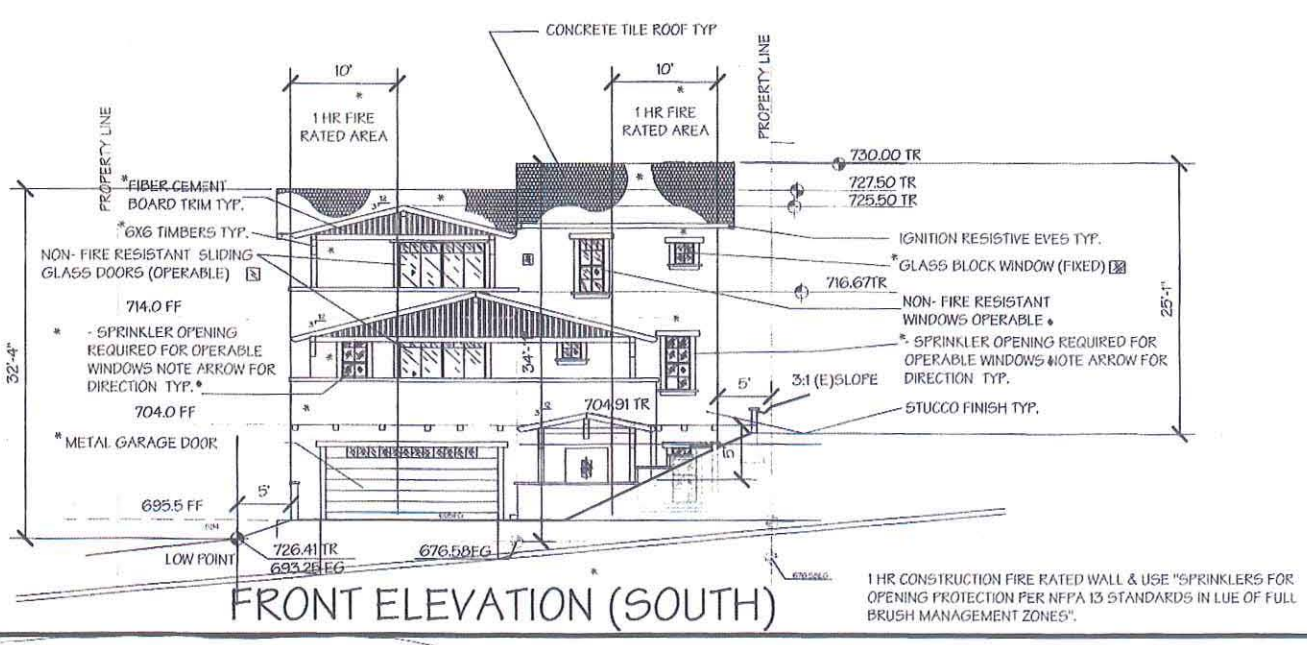 CONCRETE TILE ROOF TYP
10'
10'
*
*
1 HR FIRE
RATED AREA
1 HR FIRE
RATED AREA
PROPERTY LINE
PROPERTY LINE
730.00 TR
727.50 TR
725.50 TR
*FIBER CEMENT
BOARD TRIM TYP.
*6X6 TIMBERS TYP.
NON- FIRE RESISTANT SLIDING
GLASS DOORS (OPERABLE)
714.0 FF
* - SPRINKLER OPENING
REQUIRED FOR OPERABLE
WINDOWS NOTE ARROW FOR
DIRECTION TYP.
704.0 FF
*METAL GARAGE DOOR
695.5 FF
5'
32'-4"
12
3
12
3
12
3
704.91 TR
IGNITION RESISTIVE EVES TYP.
*GLASS BLOCK WINDOW (FIXED)
716.67TR
NON- FIRE RESISTANT
WINDOWS OPERABLE
*- SPRINKLER OPENING REQUIRED FOR
OPERABLE WINDOWS NOTE ARROW FOR
DIRECTION TYP.
5'
3:1 (E)SLOPE
STUCCO FINISH TYP.
5'
25'-1"
LOW POINT
726.41 TR
693.25 EG
676.58EG
FRONT ELEVATION (SOUTH)
1 HR CONSTRUCTION FIRE RATED WALL & USE "SPRINKLERS FOR
OPENING PROTECTION PER NFPA 13 STANDARDS IN LUE OF FULL
BRUSH MANAGEMENT ZONES".